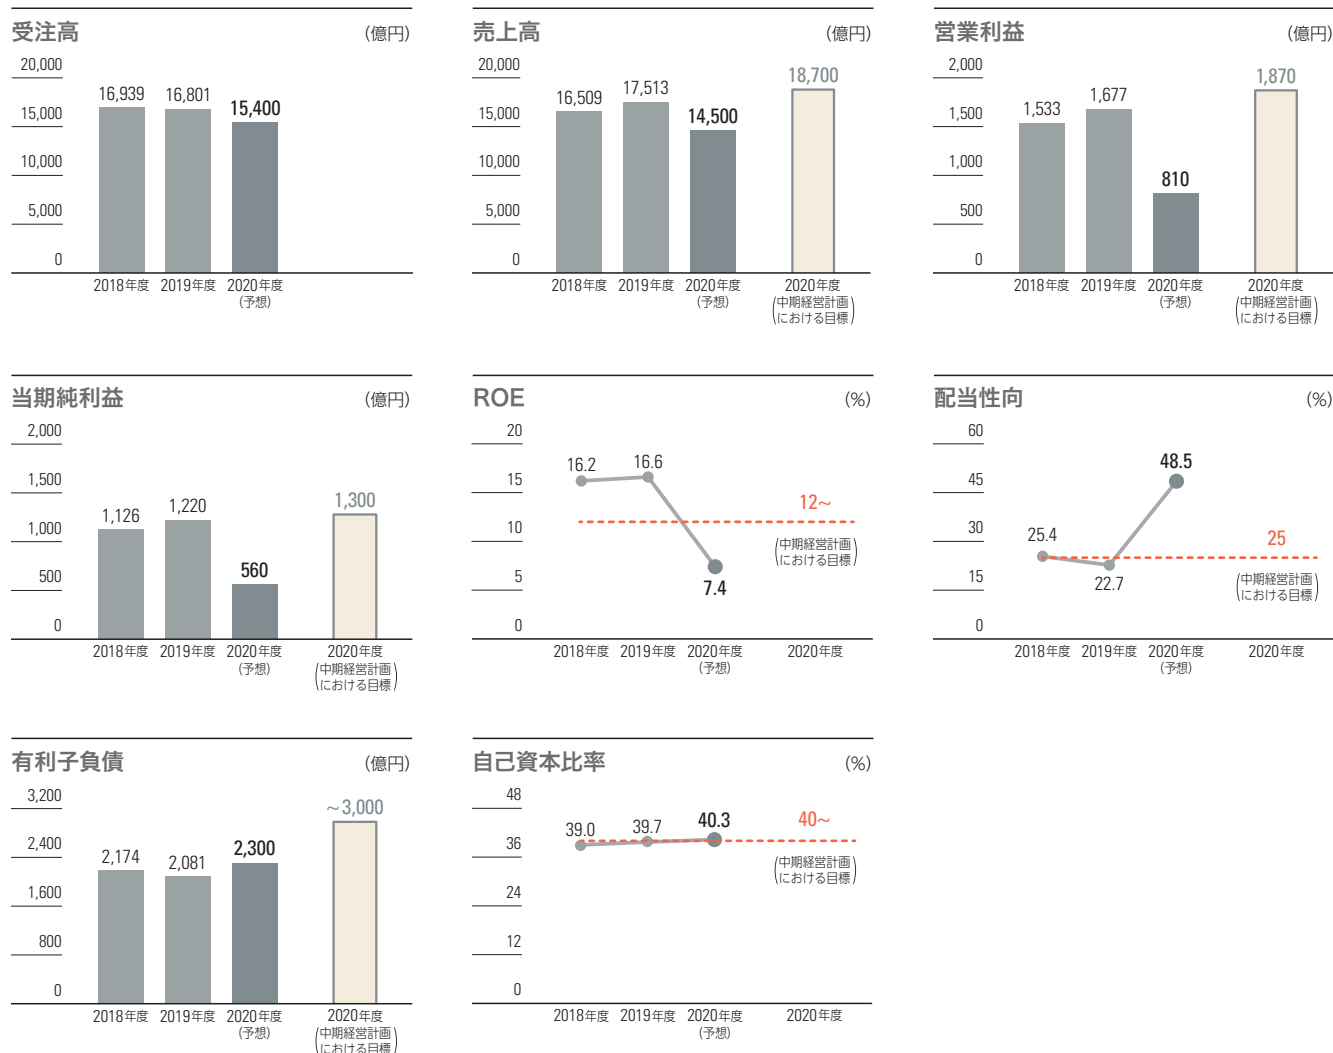 受注高 (億円)
20,000
15,000
10,000
5,000
0
16,939
16,801
15,400
2018年度 2019年度 2020年度
(予想)
売上高 (億円)
20,000
15,000
10,000
5,000
0
16,509
17,513
14,500
18,700
2018年度 2019年度 2020年度 2020年度
(予想)
(中期経営計画
における目標)
営業利益 (億円)
2,000
1,500
1,000
500
0
1,533
1,677
810
1,870
2018年度 2019年度 2020年度 2020年度
(予想)
(中期経営計画
における目標)
当期純利益 (億円)
2,000
1,500
1,000
500
0
1,126
1,220
560
1,300
2018年度 2019年度 2020年度 2020年度
(予想)
(中期経営計画
における目標)
ROE (%)
20
15
10
5
0
16.2
16.6
7.4
12~
(中期経営計画
における目標)
2018年度 2019年度 2020年度 2020年度
(予想)
配当性向 (%)
60
45
30
15
0
25.4
22.7
48.5
25
(中期経営計画
における目標)
2018年度 2019年度 2020年度 2020年度
(予想)
有利子負債 (億円)
3,200
2,400
1,600
800
0
2,174
2,081
2,300
~3,000
2018年度 2019年度 2020年度 2020年度
(予想)
(中期経営計画
における目標)
自己資本比率 (%)
48
36
24
12
0
39.0
39.7
40.3
40~
(中期経営計画
における目標)
2018年度 2019年度 2020年度 2020年度
(予想)